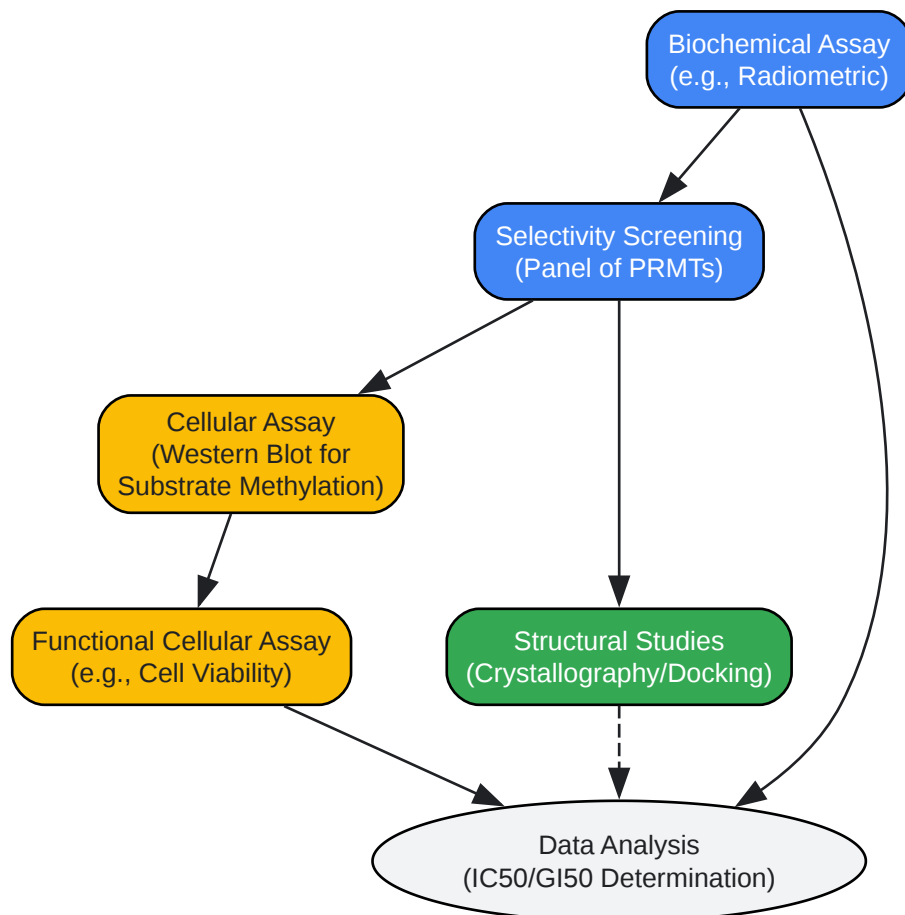 Biochemical Assay
(e.g., Radiometric)
Selectivity Screening
(Panel of PRMTs)
Cellular Assay
(Western Blot for
Substrate Methylation)
Functional Cellular Assay
(e.g., Cell Viability)
Structural Studies
(Crystallography/Docking)
Data Analysis
(IC50/GI50 Determination)